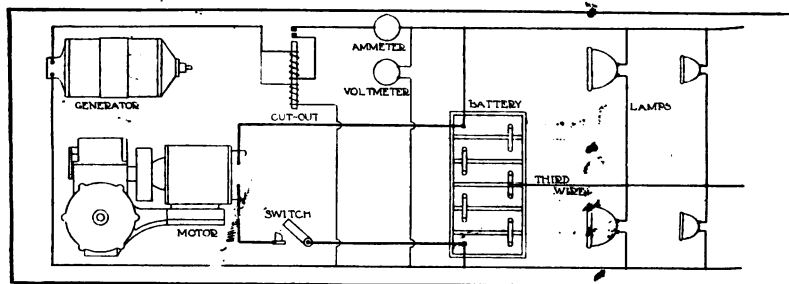 AMMETER
VOLTMETER
GENERATOR
CUT-OUT
BATTERY
LAMPS
THIRD
WIRE
SWITCH
MOTOR